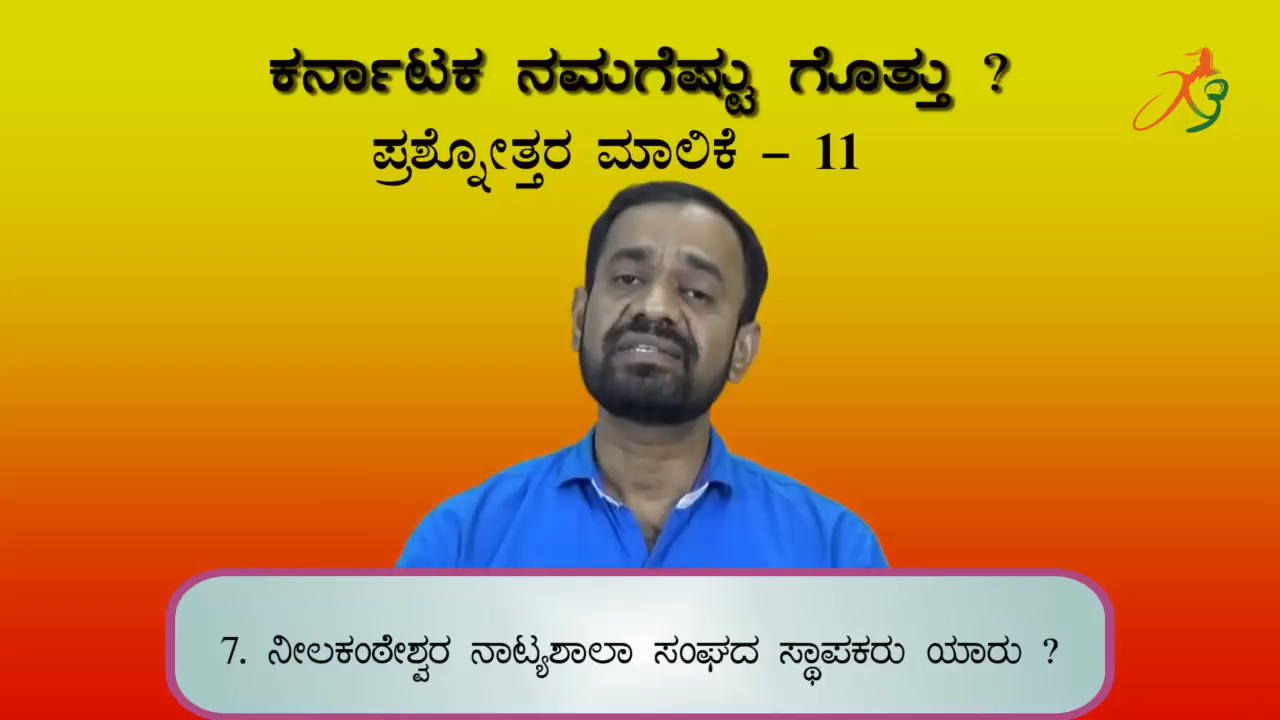 ಕರ್ನಾಟಕ ನಮಗೆಷ್ಟು ಗೊತ್ತು ?
ಪ್ರಶ್ನೋತ್ತರ ಮಾಲಿಕೆ – 11
7. ನೀಲಕಂಠೇಶ್ವರ ನಾಟ್ಯಶಾಲಾ ಸಂಘದ ಸ್ಥಾಪಕರು ಯಾರು ?